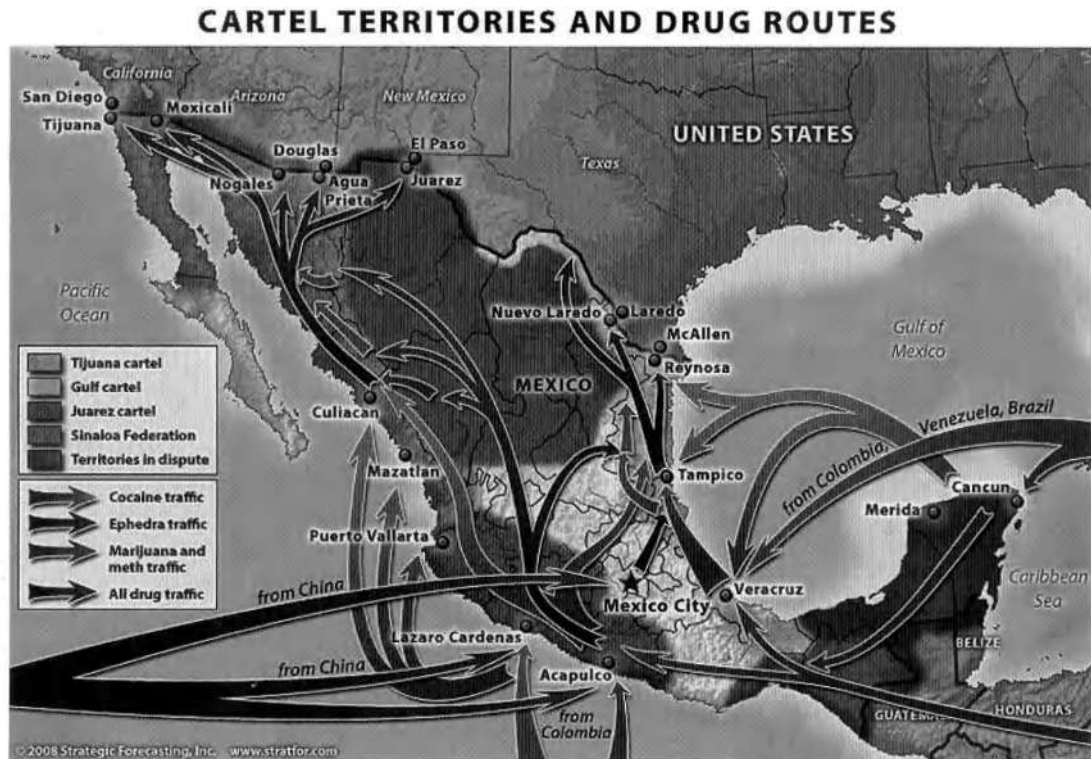 CARTEL TERRITORIES AND DRUG ROUTES
California
San Diego
Mexicali
Tijuana
Arizona
New Mexico
El Paso
Douglas
Nogales
Agua
Prieta
Juarez
UNITED STATES
Texas
Pacific
Ocean
Nuevo Laredo
Laredo
McAllen
Reynosa
Gulf of
Mexico
MEXICO
Tijuana cartel
Gulf cartel
Juarez cartel
Sinaloa Federation
Territories in dispute
Culiacan
Mazatlan
Tampico
from Colombia,
Venezuela, Brazil
Cancun
Merida
Cocaine traffic
Ephedra traffic
Marijuana and
meth traffic
All drug traffic
Puerto Vallarta
from China
Mexico City
Veracruz
Caribbean
Sea
Lazaro Cardenas
from China
Acapulco
from
Colombia
BELIZE
HONDURAS
© 2008 Strategic Forecasting, Inc. www.stratfor.com